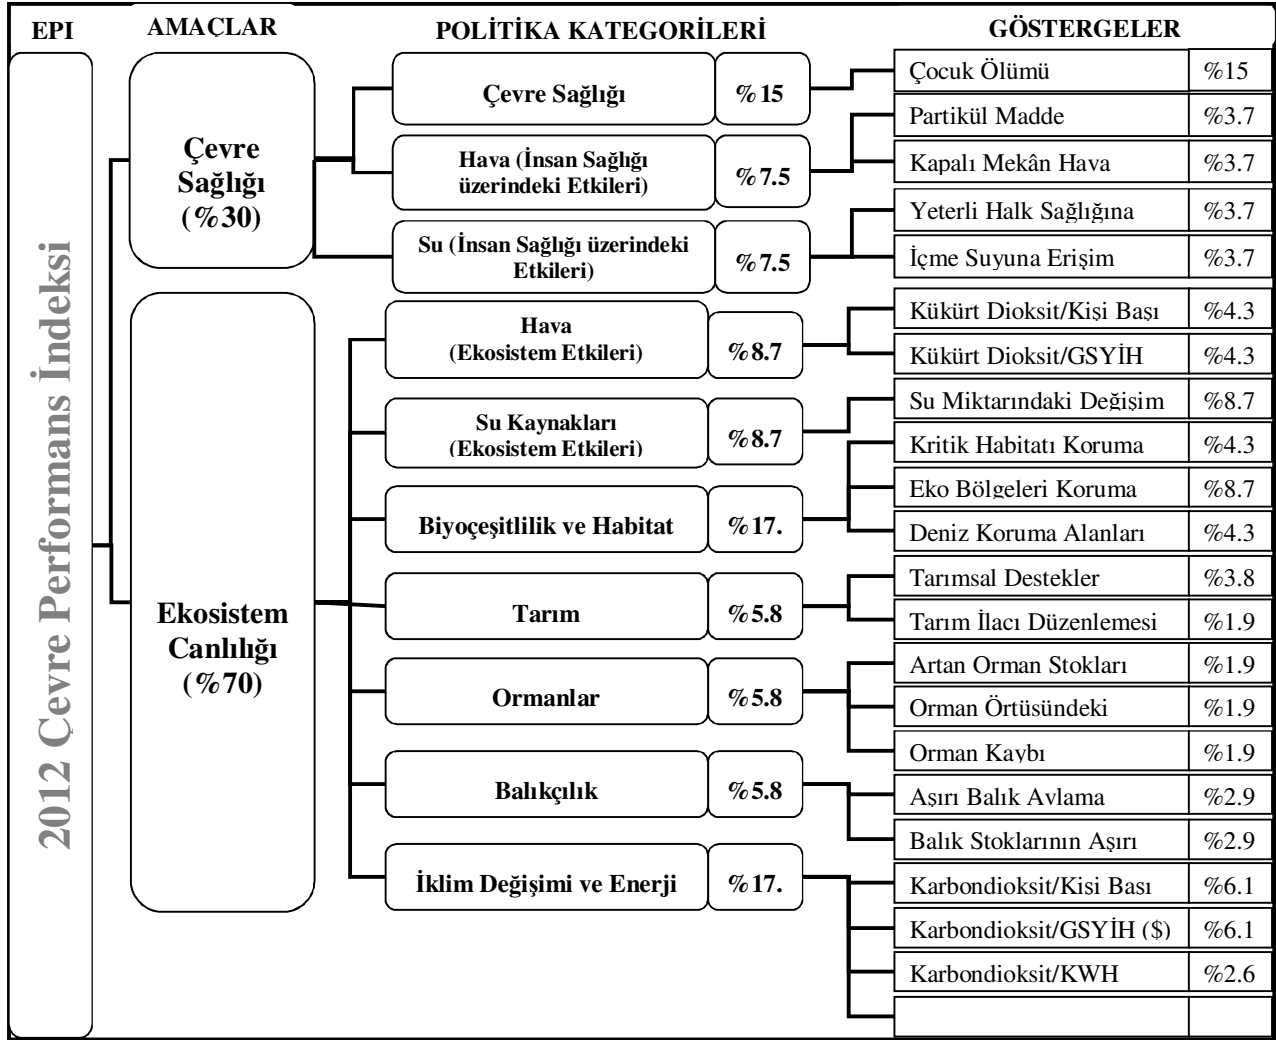 EPI
AMAÇLAR
POLİTİKA KATEGORİLERİ
GÖSTERGELER
2012 Çevre Performans İndeksi
Çevre
Sağlığı
(%30)
Çevre Sağlığı
%15
Hava (İnsan Sağlığı
üzerindeki Etkileri)
%7.5
Su (İnsan Sağlığı üzerindeki
Etkileri)
%7.5
Çocuk Ölümü
%15
Partikül Madde
%3.7
Kapalı Mekân Hava
%3.7
Yeterli Halk Sağlığına
%3.7
İçme Suyuna Erişim
%3.7
Ekosistem
Canlılığı
(%70)
Hava
(Ekosistem Etkileri)
%8.7
Su Kaynakları
(Ekosistem Etkileri)
%8.7
Biyoçeşitlilik ve Habitat
%17.
Tarım
%5.8
Ormanlar
%5.8
Balıkçılık
%5.8
İklim Değişimi ve Enerji
%17.
Kükürt Dioksit/Kişi Başı
%4.3
Kükürt Dioksit/GSYİH
%4.3
Su Miktarındaki Değişim
%8.7
Kritik Habitatı Koruma
%4.3
Eko Bölgeleri Koruma
%8.7
Deniz Koruma Alanları
%4.3
Tarımsal Destekler
%3.8
Tarım İlacı Düzenlemesi
%1.9
Artan Orman Stokları
%1.9
Orman Örtüsündeki
%1.9
Orman Kaybı
%1.9
Aşırı Balık Avlama
%2.9
Balık Stoklarının Aşırı
%2.9
Karbondioksit/Kişi Başı
%6.1
Karbondioksit/GSYİH ($)
%6.1
Karbondioksit/KWH
%2.6